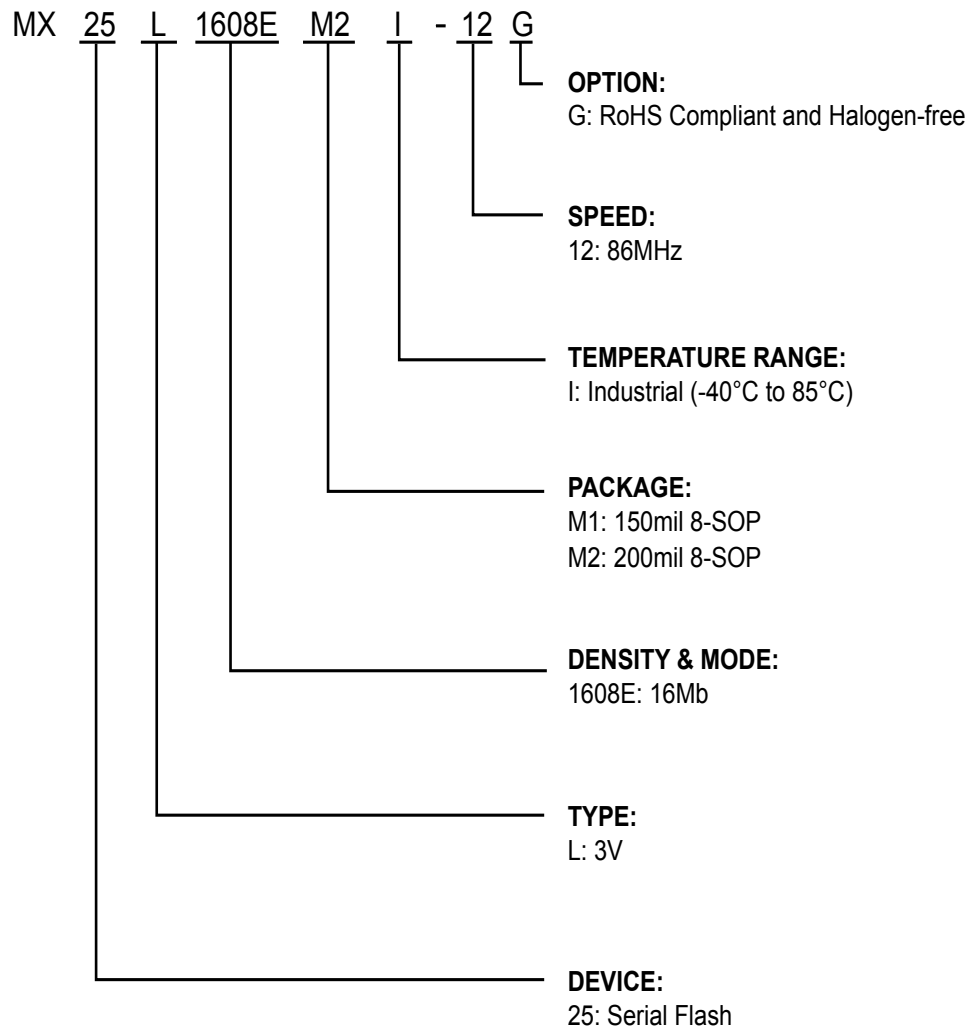 MX 25 L 1608E M2 I - 12 G
OPTION:
G: RoHS Compliant and Halogen-free
SPEED:
12: 86MHz
TEMPERATURE RANGE:
I: Industrial (-40°C to 85°C)
PACKAGE:
M1: 150mil 8-SOP
M2: 200mil 8-SOP
DENSITY & MODE:
1608E: 16Mb
TYPE:
L: 3V
DEVICE:
25: Serial Flash